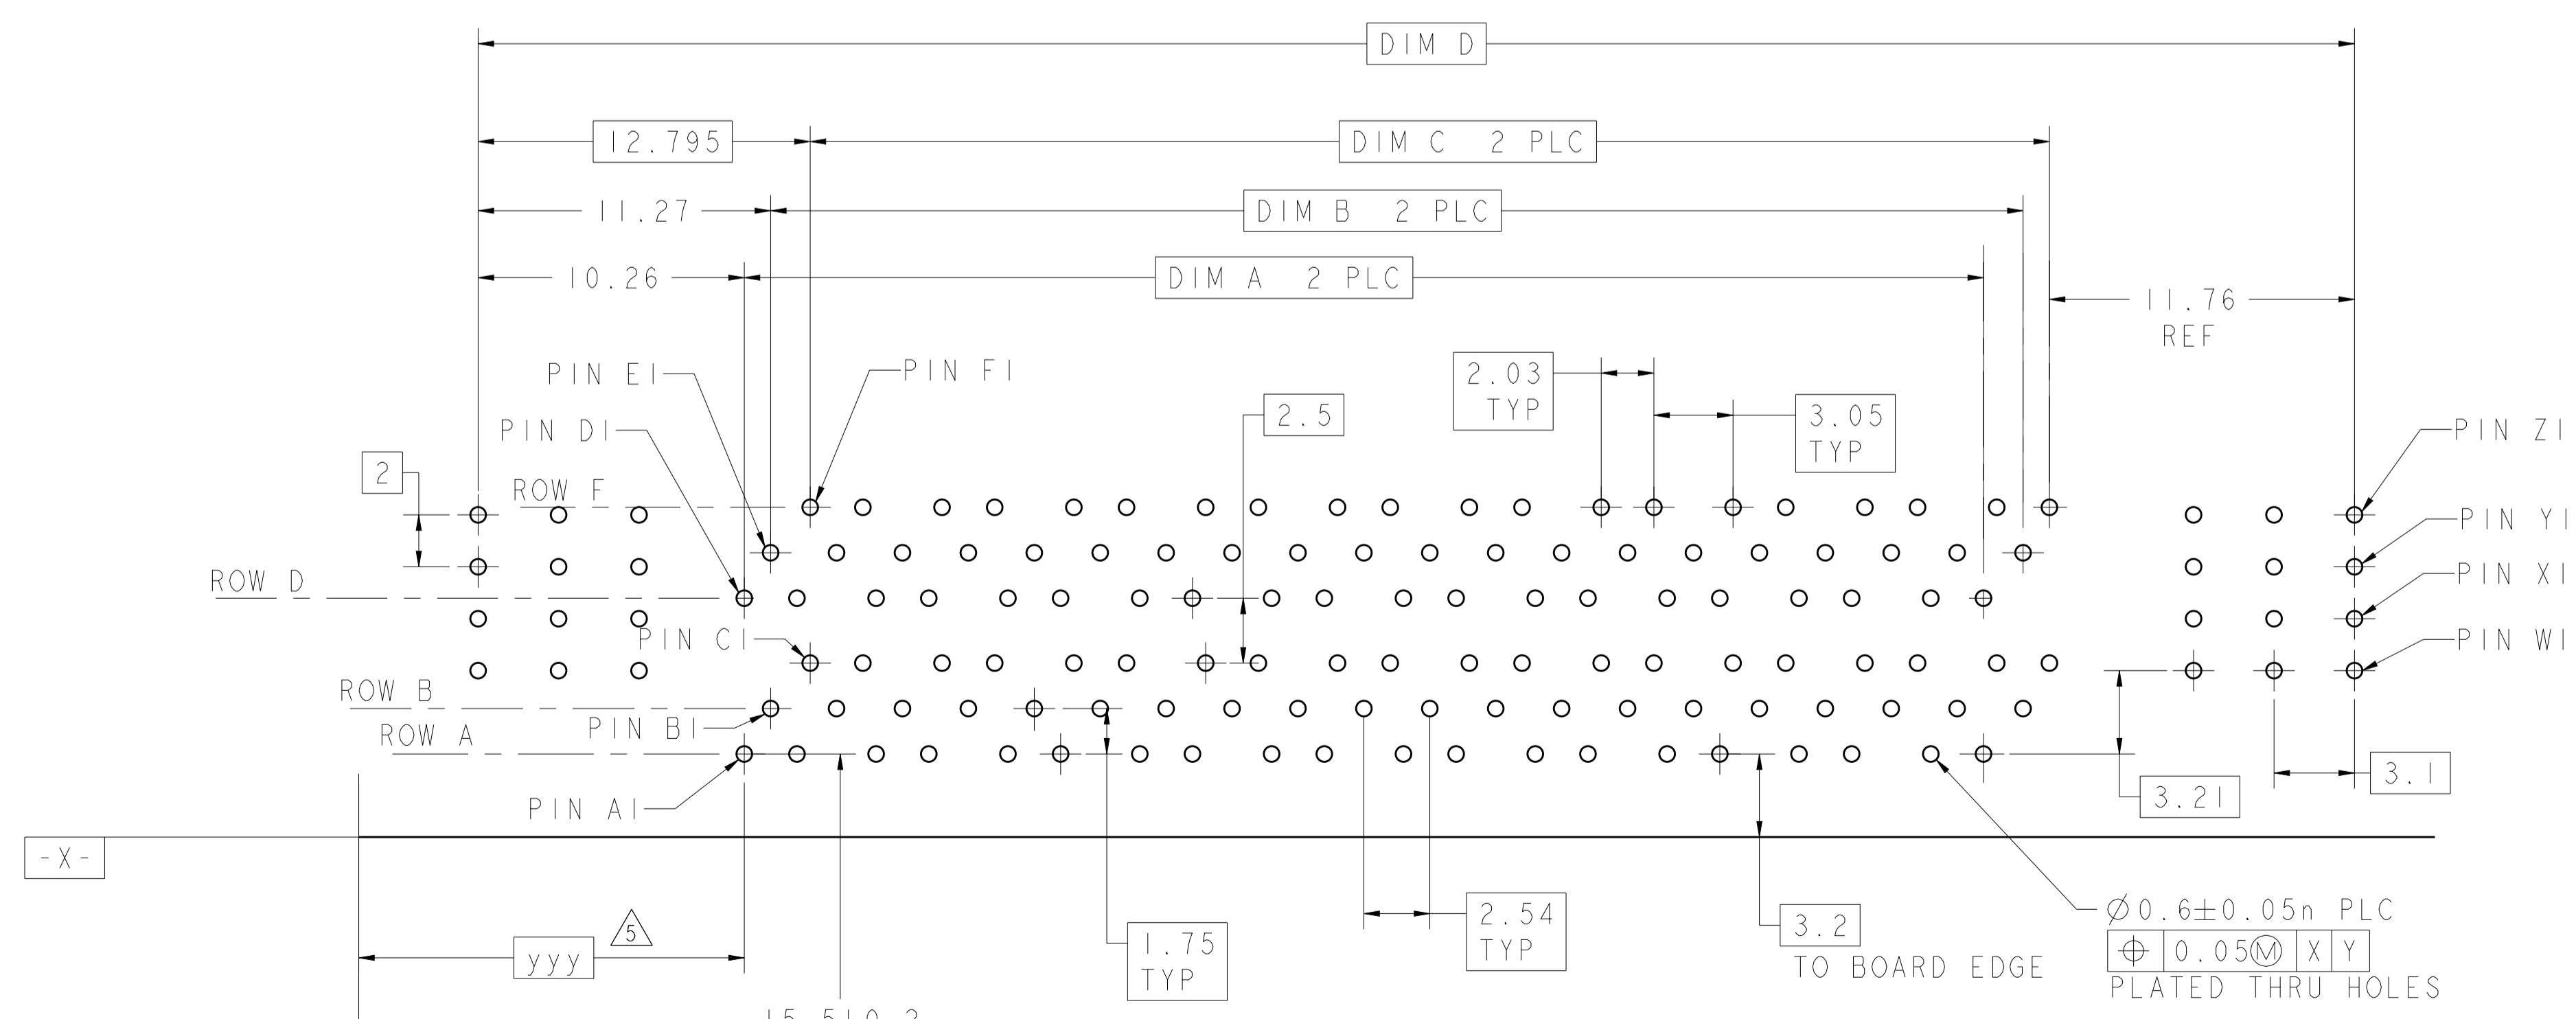 DIM D
12.795
DIM C 2 PLC
11.27
DIM B 2 PLC
10.26
DIM A 2 PLC
11.76
REF
PIN E1
PIN F1
2.03
TYP
2.5
3.05
TYP
PIN D1
PIN Z1
2
ROW F
PIN Y1
ROW D
PIN X1
PIN C1
PIN W1
ROW B
PIN B1
ROW A
3.1
3.21
PIN A1
-X-
5
yyy
1.75
TYP
2.54
TYP
3.2
TO BOARD EDGE
Ø0.6±0.05n PLC
⌖ 0.05Ⓜ X Y
PLATED THRU HOLES